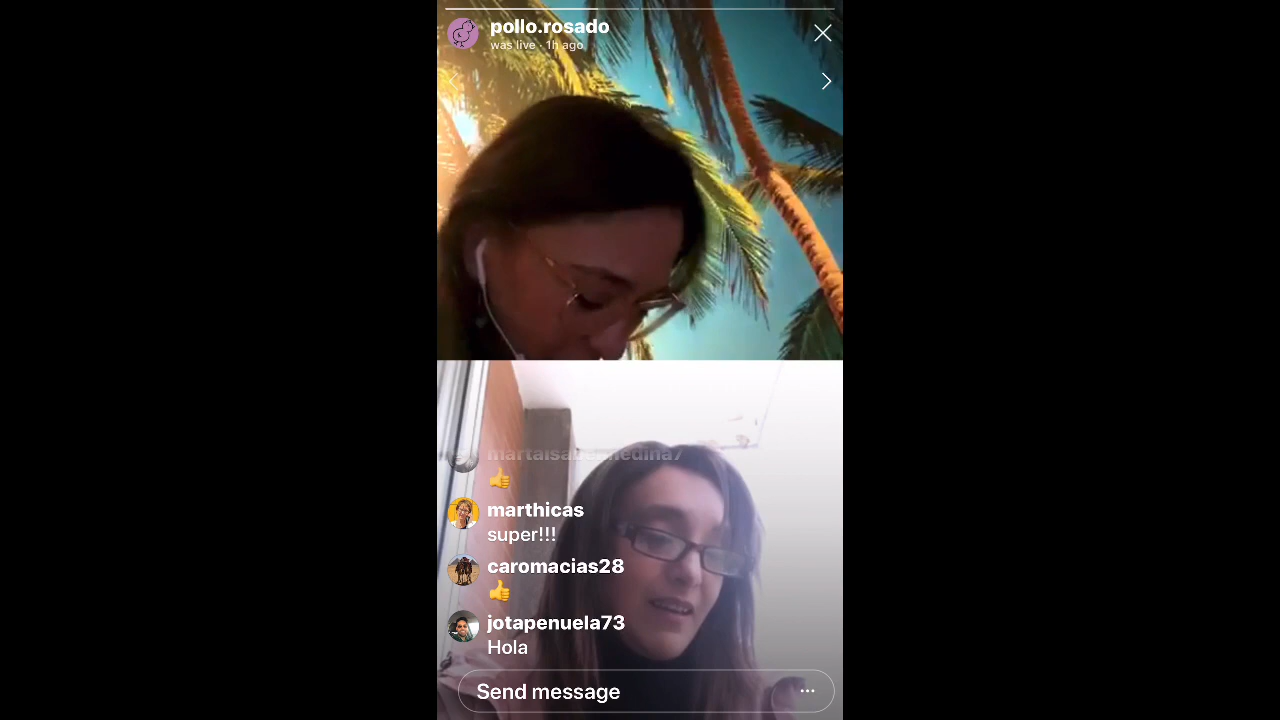 pollo.rosado
was live · 1h ago
marthicas
super!!!
caromacias28
jotapenuela73
Hola
Send message